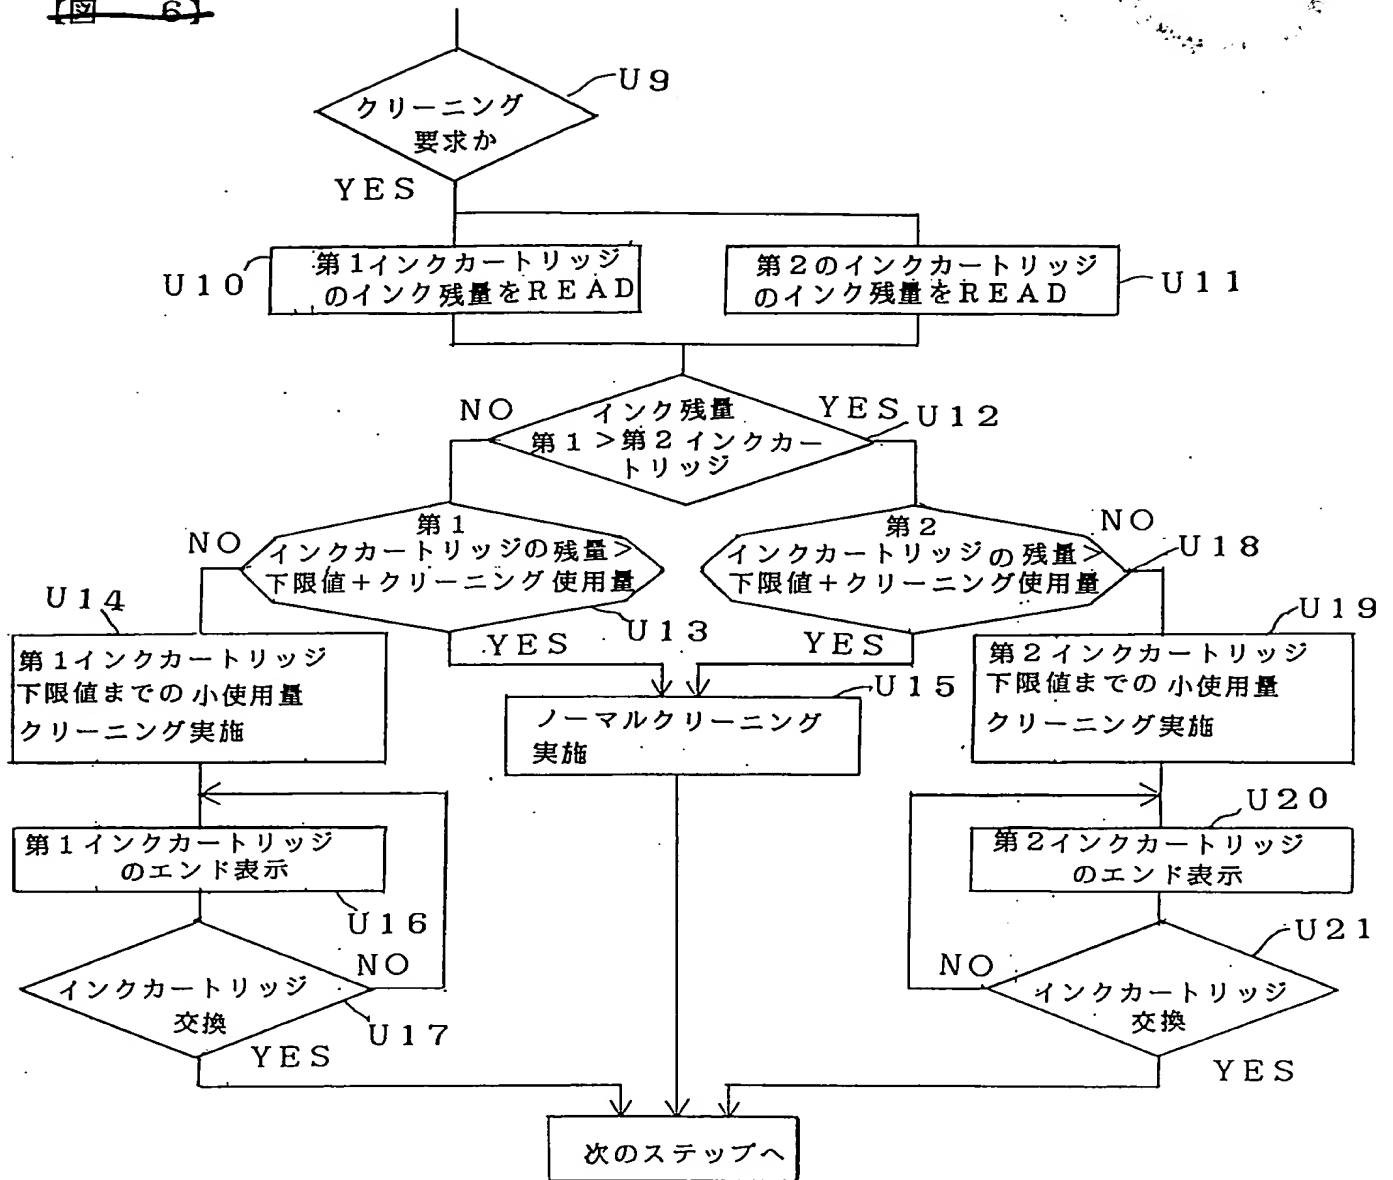 【図 6】
U9
クリーニング
要求か
YES
U10
第1インクカートリッジ
のインク残量をREAD
第2のインクカートリッジ
のインク残量をREAD
U11
NO
インク残量
第1>第2インクカー
トリッジ
YES
U12
NO
第1
インクカートリッジの残量>
下限値+クリーニング使用量
U13
YES
第2
インクカートリッジの残量>
下限値+クリーニング使用量
NO
U18
YES
U14
第1インクカートリッジ
下限値までの小使用量
クリーニング実施
U15
ノーマルクリーニング
実施
U19
第2インクカートリッジ
下限値までの小使用量
クリーニング実施
第1インクカートリッジ
のエンド表示
U16
U20
第2インクカートリッジ
のエンド表示
インクカートリッジ
交換
NO
U17
YES
U21
NO
インクカートリッジ
交換
YES
次のステップへ